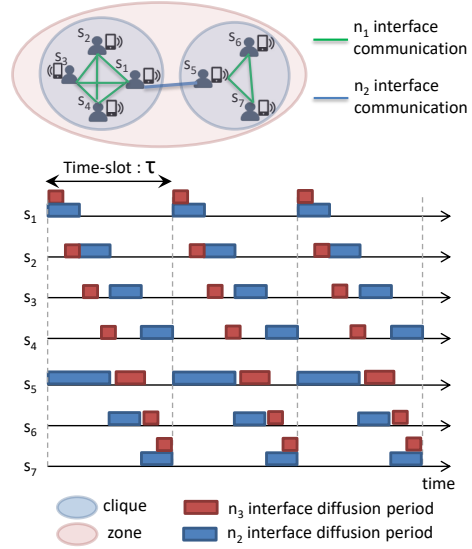 S2
S3
S1
S4
S6
S5
S7
n1 interface
communication
n2 interface
communication
Time-slot : τ
S1
S2
S3
S4
S5
S6
S7
time
clique
zone
n3 interface diffusion period
n2 interface diffusion period